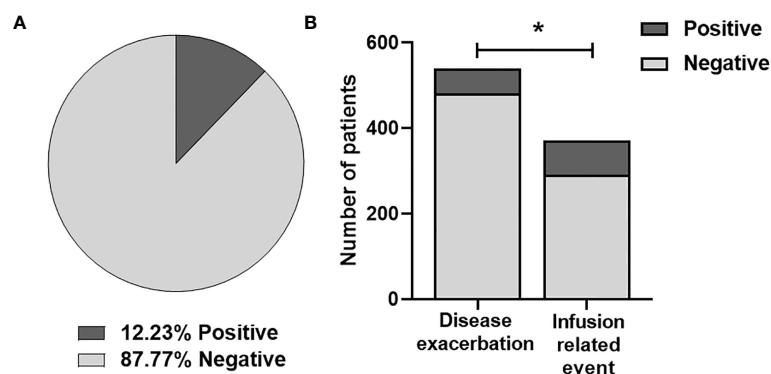 A
12.23% Positive
87.77% Negative
B
*
Positive
Negative
Number of patients
600
400
200
0
Disease
exacerbation
Infusion
related
event